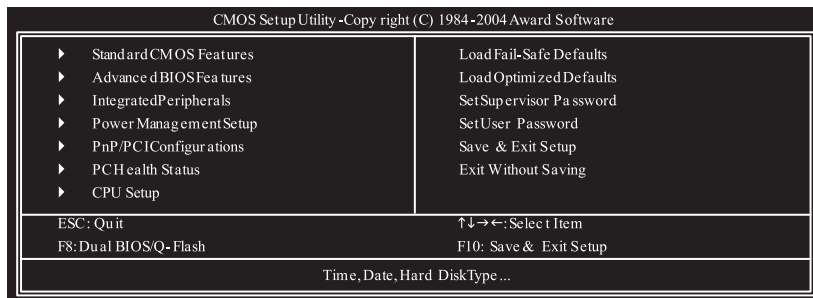 CMOS Setup Utility-Copy right (C) 1984-2004 Award Software
Standard CMOS Features
Advanced BIOS Features
Integrated Peripherals
Power Management Setup
PnP/PCI Configurations
PC Health Status
CPU Setup
Load Fail-Safe Defaults
Load Optimized Defaults
Set Supervisor Password
Set User Password
Save & Exit Setup
Exit Without Saving
ESC: Quit
↑↓→←: Select Item
F8: Dual BIOS/Q-Flash
F10: Save & Exit Setup
Time, Date, Hard Disk Type...